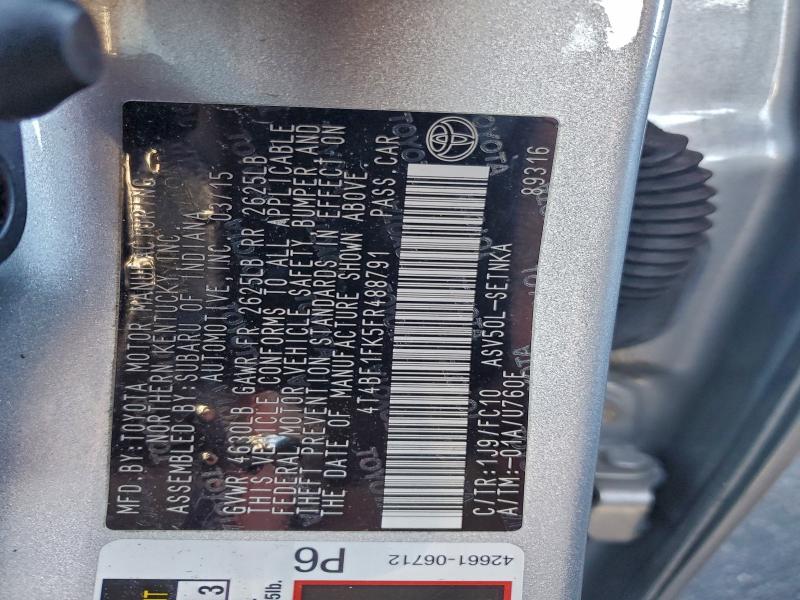 MFD.BY:TOYOTA MOTOR MANUFACTURING
NORTHERN KENTUCKY, INC.
ASSEMBLED BY:SUBARU OF INDIANA
AUTOMOTIVE INC. 03/15
GVWR 4630LB GAWR FR 2625LB RR 2625LB
THIS VEHICLE CONFORMS TO ALL APPLICABLE
FEDERAL MOTOR VEHICLE SAFETY, BUMPER AND
THEFT PREVENTION STANDARDS IN EFFECT ON
THE DATE OF MANUFACTURE SHOWN ABOVE.
4T4BF1FK5FR488791 PASS.CAR
C/TR:1J9/FC10 ASV50L-SETNKA
A/TM:-01A/U760E 89316
P6
42661-06712
3